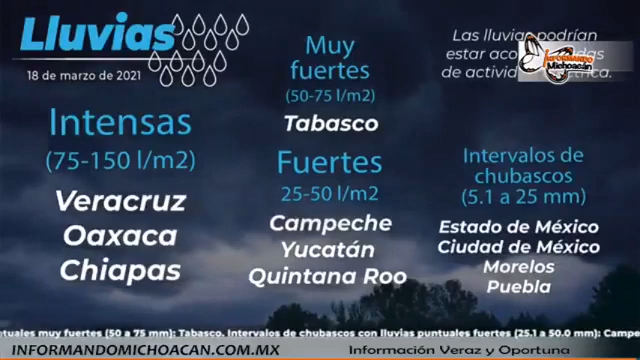 Lluvias
18 de marzo de 2021
Intensas
(75-150 l/m2)
Veracruz
Oaxaca
Chiapas
Muy
fuertes
(50-75 l/m2)
Tabasco
Fuertes
25-50 l/m2
Campeche
Yucatán
Quintana Roo
Las lluvias podrían
estar
de
INFORMANDO
Michoacán
Intervalos de
chubascos
(5.1 a 25 mm)
Estado de México
Ciudad de México
Morelos
Puebla
muy fuertes (50 a 75 mm): Tabasco. Intervalos de chubascos con lluvias puntuales fuertes (25.1 a 50.0 mm):
INFORMANDOMICHOACAN.COM.MX
Información Veraz y Oportuna